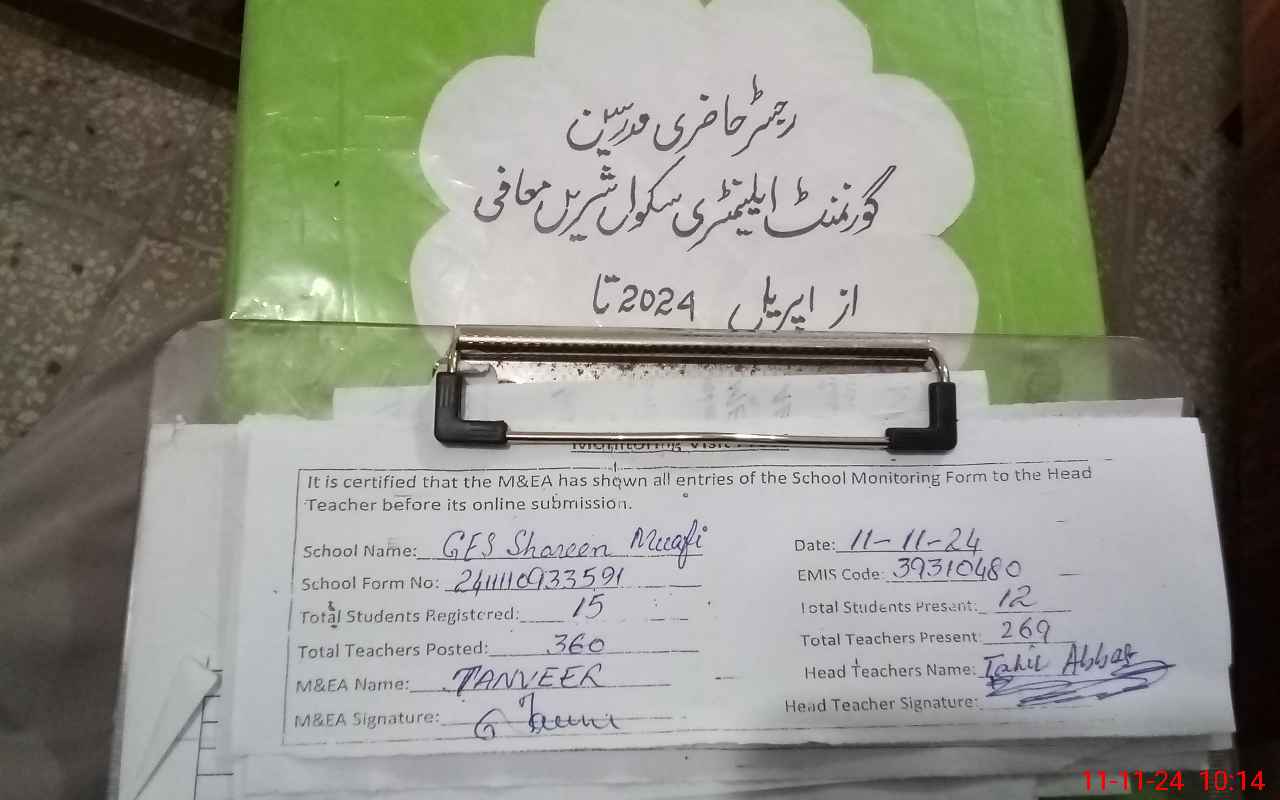 رجسٹر حاضری مدرسین
گورنمنٹ ایلیمنٹری سکول شیریں معافی
از اپریل 2024 تا
Monitoring Visit
It is certified that the M&EA has shown all entries of the School Monitoring Form to the Head
Teacher before its online submission.
School Name: GES Shareen Muafi
Date: 11-11-24
School Form No: 2411110933591
EMIS Code: 39310480
Total Students Registered: 15
Total Students Present: 12
Total Teachers Posted: 360
Total Teachers Present: 269
M&EA Name: TANVEER
Head Teachers Name: Tahir Abbas
M&EA Signature:
Head Teacher Signature:
11-11-24 10:14